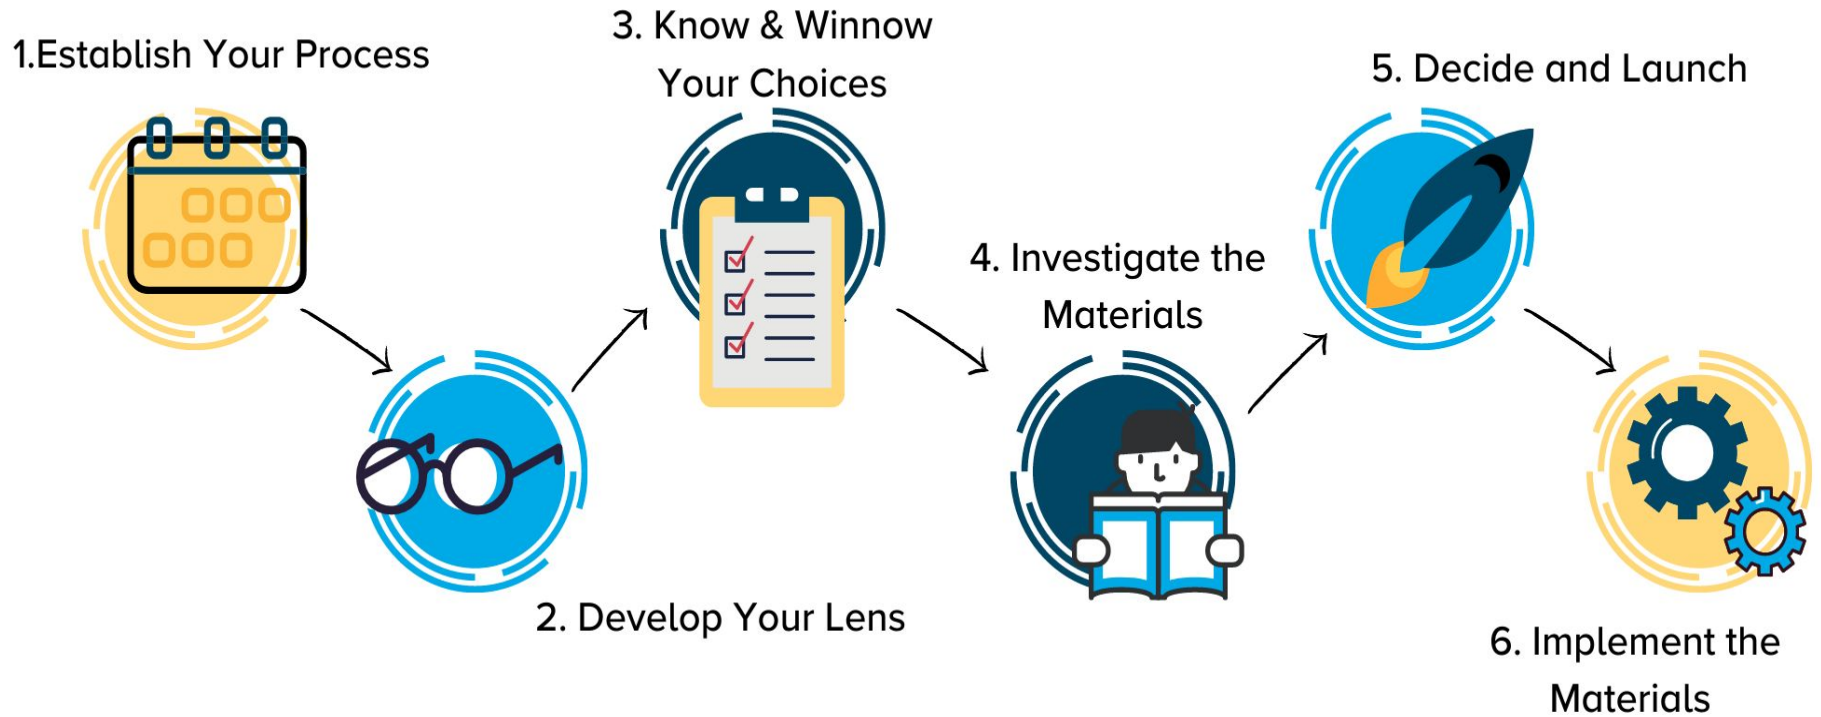 1.Establish Your Process
2. Develop Your Lens
3. Know & Winnow
Your Choices
4. Investigate the
Materials
5. Decide and Launch
6. Implement the
Materials